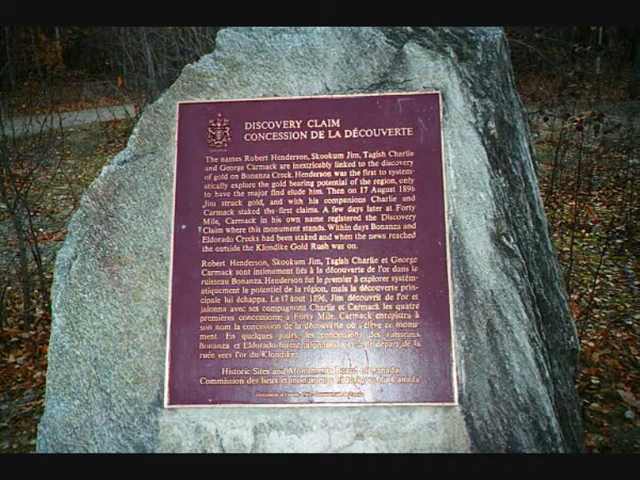 DISCOVERY CLAIM
CONCESSION DE LA DÉCOUVERTE
The names Robert Henderson, Skookum Jim, Tagish Charlie
and George Carmack are inextricably linked to the discovery
of gold on Bonanza Creek. Henderson was the first to system-
atically explore the gold bearing potential of the region, only
to have the major find elude him. Then on 17 August 1896
Jim struck gold, and with his companions Charlie and
Carmack staked the first claims. A few days later at Forty
Mile, Carmack in his own name registered the Discovery
Claim where this monument stands. Within days Bonanza and
Eldorado Creeks had been staked and when the news reached
the outside the Klondike Gold Rush was on.
Robert Henderson, Skookum Jim, Tagish Charlie et George
Carmack sont intimement liés à la découverte de l'or dans le
ruisseau Bonanza. Henderson fut le premier à explorer systém-
atiquement le potentiel de la région, mais la découverte prin-
cipale lui échappa. Le 17 août 1896, Jim découvrit de l'or et
jalonna avec ses compagnons Charlie et Carmack les quatre
premières concessions; à Forty Mile, Carmack enregistra à
son nom la concession de la découverte où s'élève ce monu-
ment. En quelques jours, les concessions des ruisseaux
Bonanza et Eldorado furent jalonnées, et ce fut le départ de la
ruée vers l'or du Klondike.
Historic Sites and Monuments Board of Canada.
Commission des lieux et monuments historiques du Canada